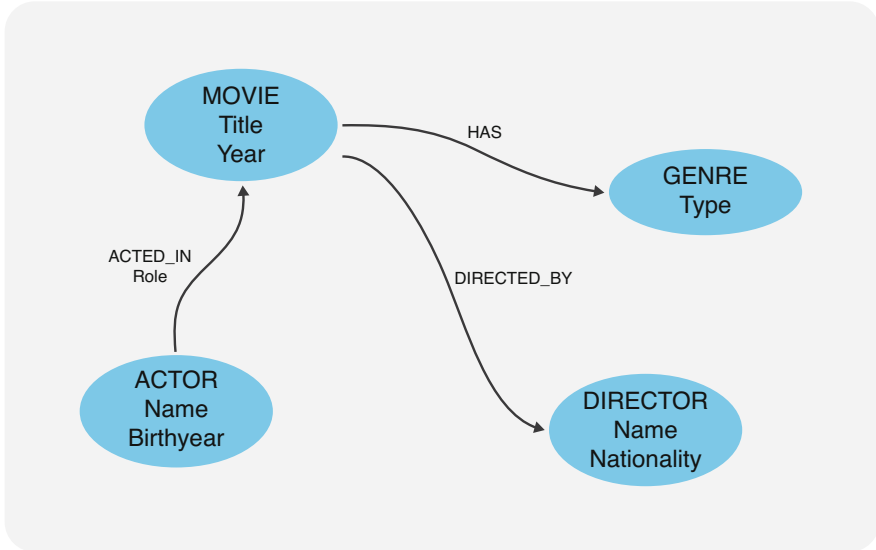 MOVIE
Title
Year
HAS
GENRE
Type
ACTED_IN
Role
DIRECTED_BY
ACTOR
Name
Birthyear
DIRECTOR
Name
Nationality